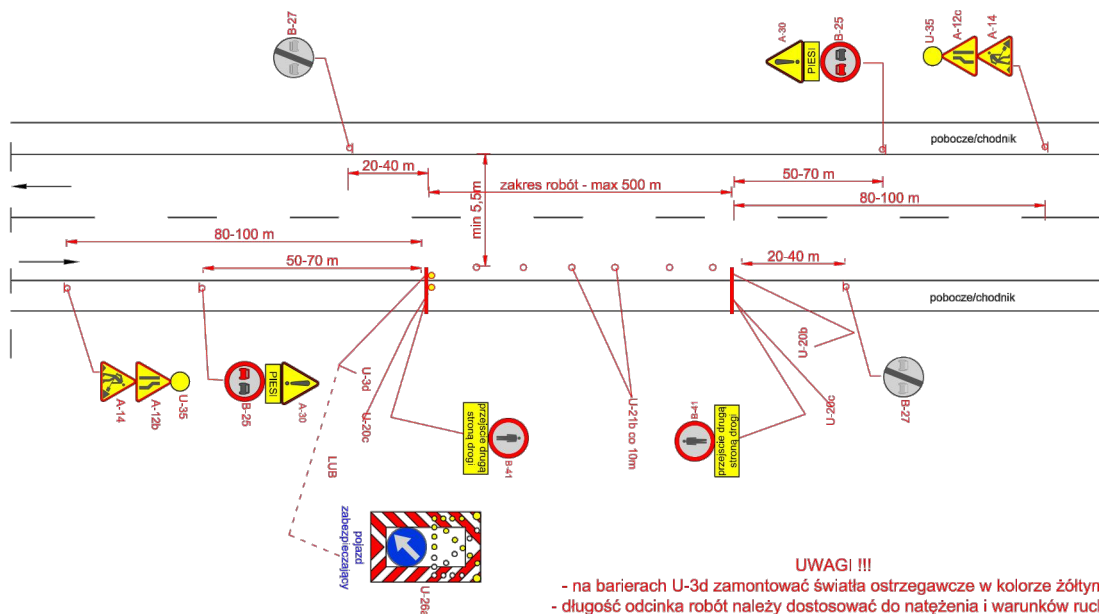 B-27
A-30
PIESI
B-25
U-35
A-12c
A-14
pobocze/chodnik
20-40 m
zakres robót - max 500 m
50-70 m
80-100 m
min 5,5m
80-100 m
50-70 m
20-40 m
pobocze/chodnik
A-14
A-12b
U-35
B-25
PIESI
A-30
U-3d
U-20c
LUB
przejście drugą
stroną drogi
B-41
U-21b co 10m
B-41
przejście drugą
stroną drogi
U-20b
U-20c
B-27
pojazd
zabezpieczający
UWAGI !!!
- na barierach U-3d zamontować światła ostrzegawcze w kolorze żółtym
- długość odcinka robót należy dostosować do natężenia i warunków ruch